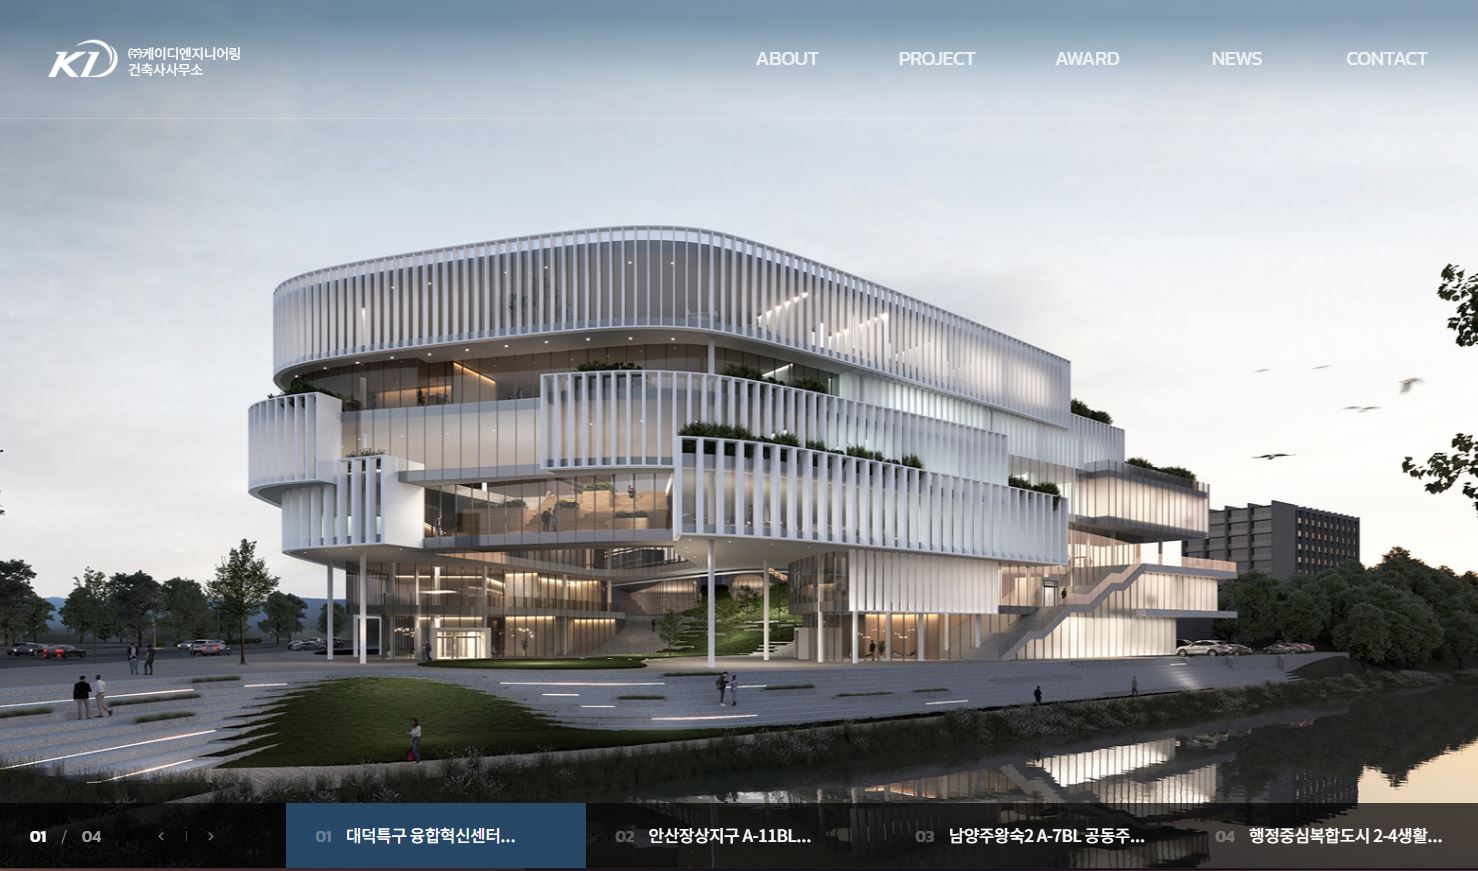 KD
㈜케이디엔지니어링
건축사사무소
ABOUT
PROJECT
AWARD
NEWS
CONTACT
01 / 04
01 대덕특구 융합혁신센터...
02 안산장상지구 A-11BL...
03 남양주왕숙2 A-7BL 공동주...
04 행정중심복합도시 2-4생활...